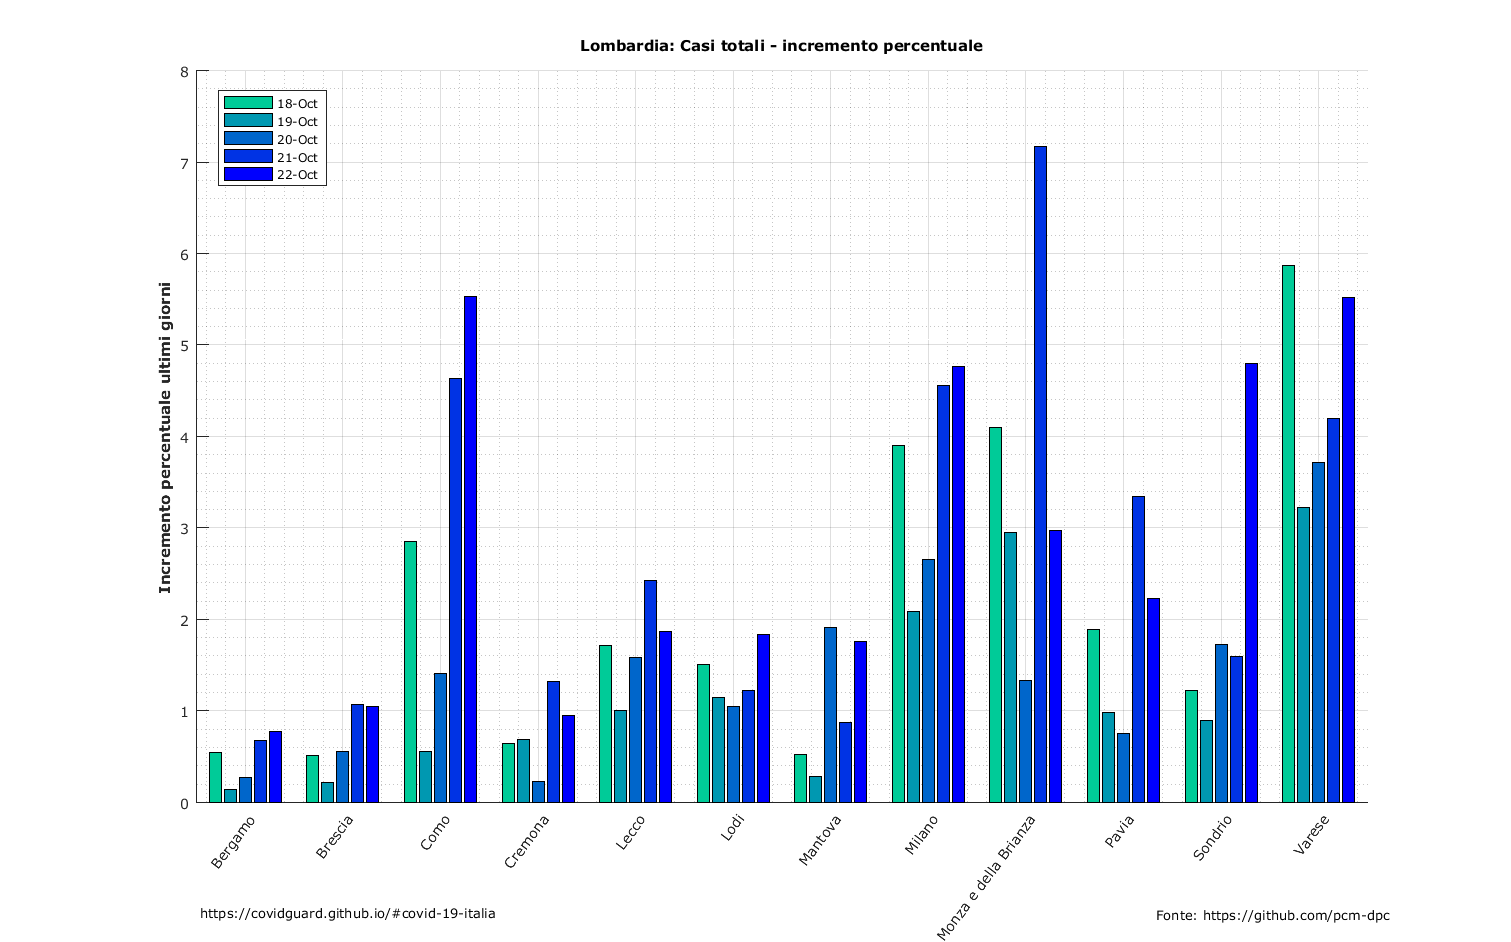 Lombardia: Casi totali - incremento percentuale
8
7
6
5
4
3
2
1
0
Incremento percentuale ultimi giorni
18-Oct
19-Oct
20-Oct
21-Oct
22-Oct
Bergamo
Brescia
Como
Cremona
Lecco
Lodi
Mantova
Milano
Monza e della Brianza
Pavia
Sondrio
Varese
https://covidguard.github.io/#covid-19-italia
Fonte: https://github.com/pcm-dpc